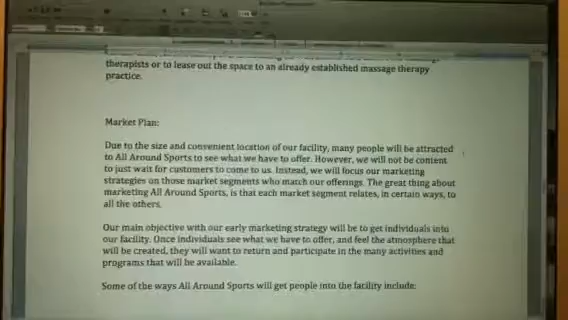 therapists or to lease out the space to an already established massage therapy
practice.
Market Plan:
Due to the size and convenient location of our facility, many people will be attracted
to All Around Sports to see what we have to offer. However, we will not be content
to just wait for customers to come to us. Instead, we will focus our marketing
strategies on those market segments who match our offerings. The great thing about
marketing All Around Sports, is that each market segment relates, in certain ways, to
all the others.
Our main objective with our early marketing strategy will be to get individuals into
our facility. Once individuals see what we have to offer, and feel the atmosphere that
will be created, they will want to return and participate in the many activities and
programs that will be available.
Some of the ways All Around Sports will get people into the facility include: